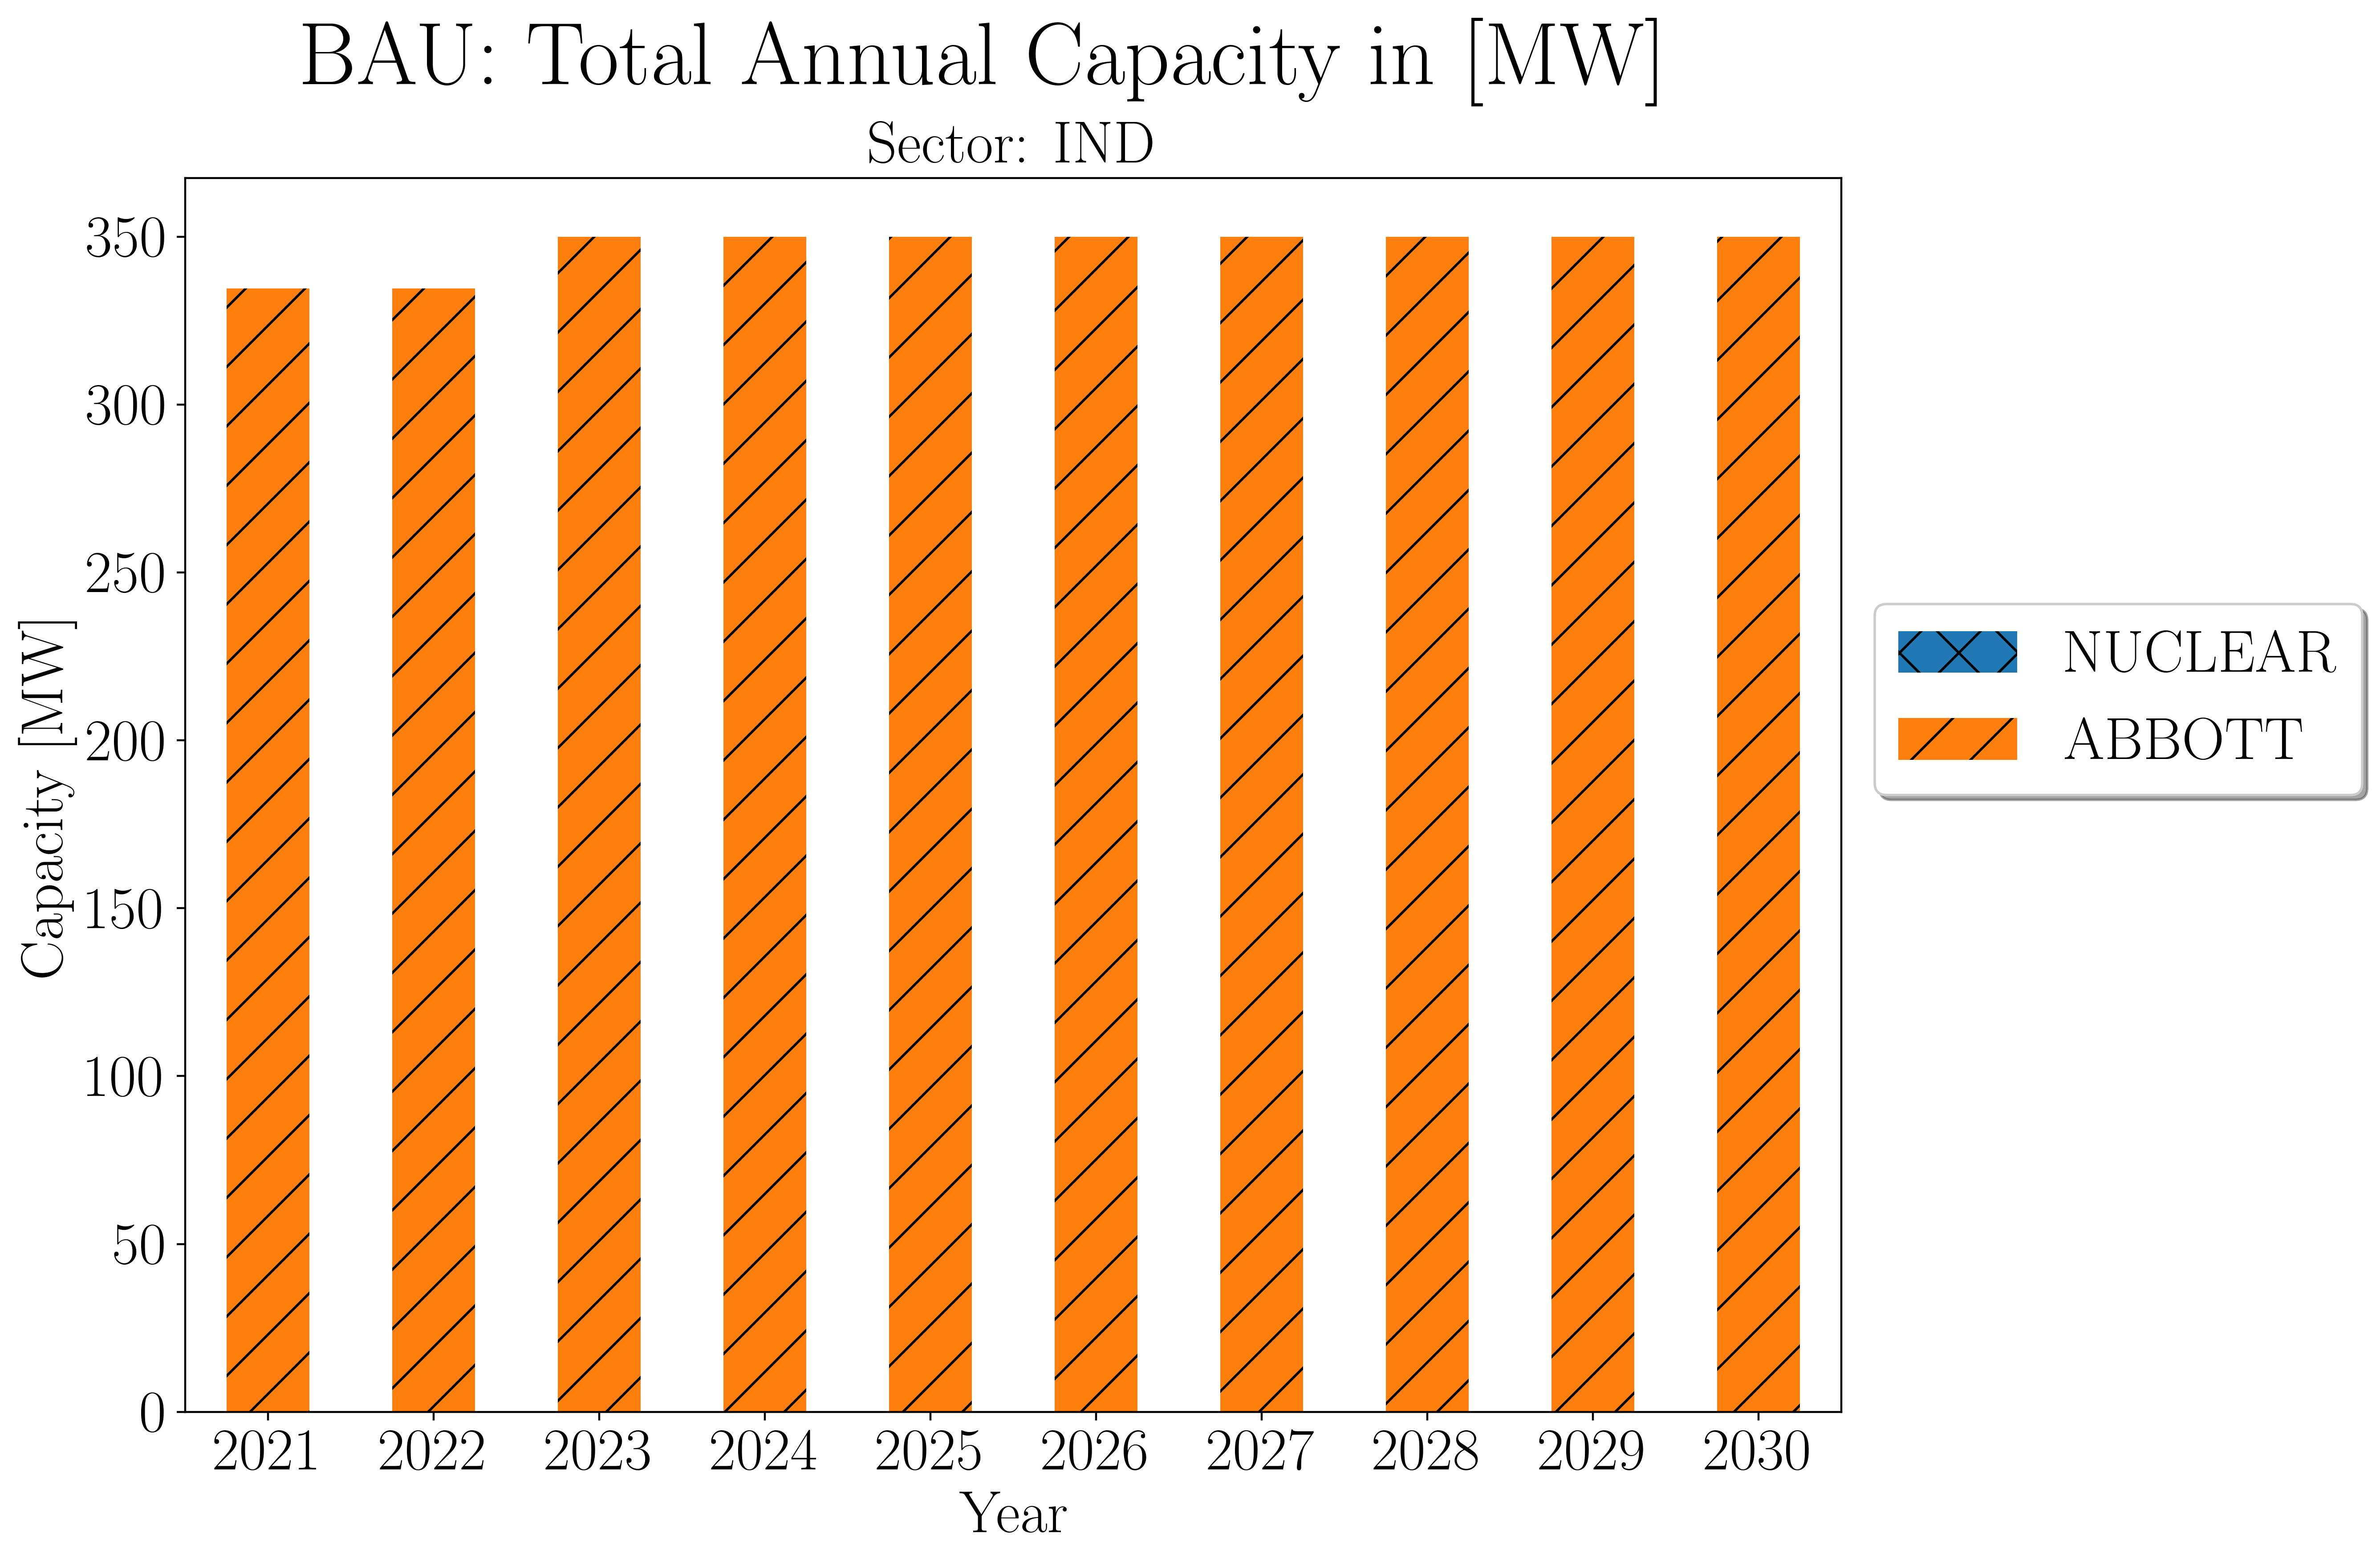 BAU: Total Annual Capacity in [MW]
Sector: IND
Capacity [MW]
350
300
250
200
150
100
50
0
2021 2022 2023 2024 2025 2026 2027 2028 2029 2030
Year
NUCLEAR
ABBOTT